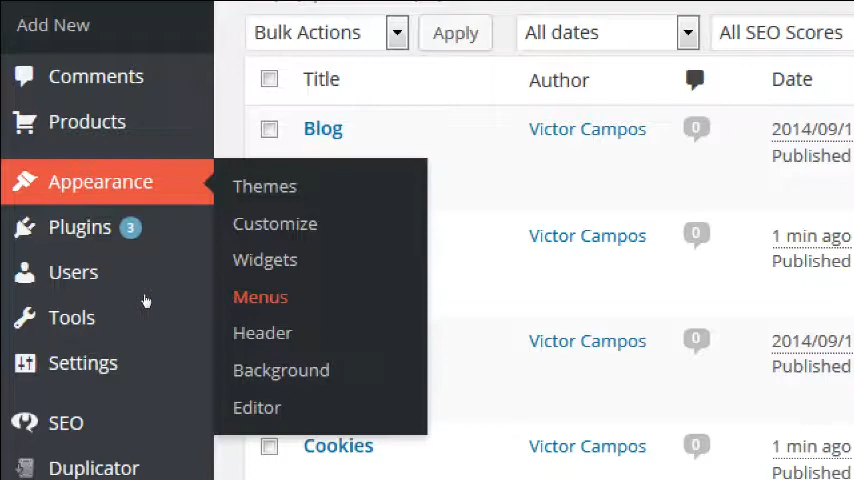 Add New
Bulk Actions
Apply
All dates
All SEO Scores
Comments
Products
Appearance
Plugins 3
Users
Tools
Settings
SEO
Duplicator
Themes
Customize
Widgets
Menus
Header
Background
Editor
Title Author Date
Blog Victor Campos 0 2014/09/1
Published
Victor Campos 0 1 min ago
Published
Victor Campos 0 2014/09/1
Published
Cookies Victor Campos 0 1 min ago
Published